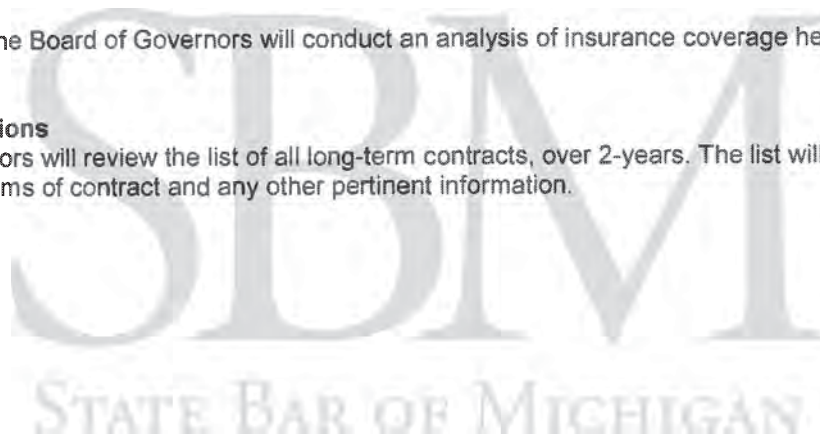 ne Board of Governors will conduct an analysis of insurance coverage he
ions
ors will review the list of all long-term contracts, over 2-years. The list will
ms of contract and any other pertinent information.
SBM
STATE BAR OF MICHIGAN